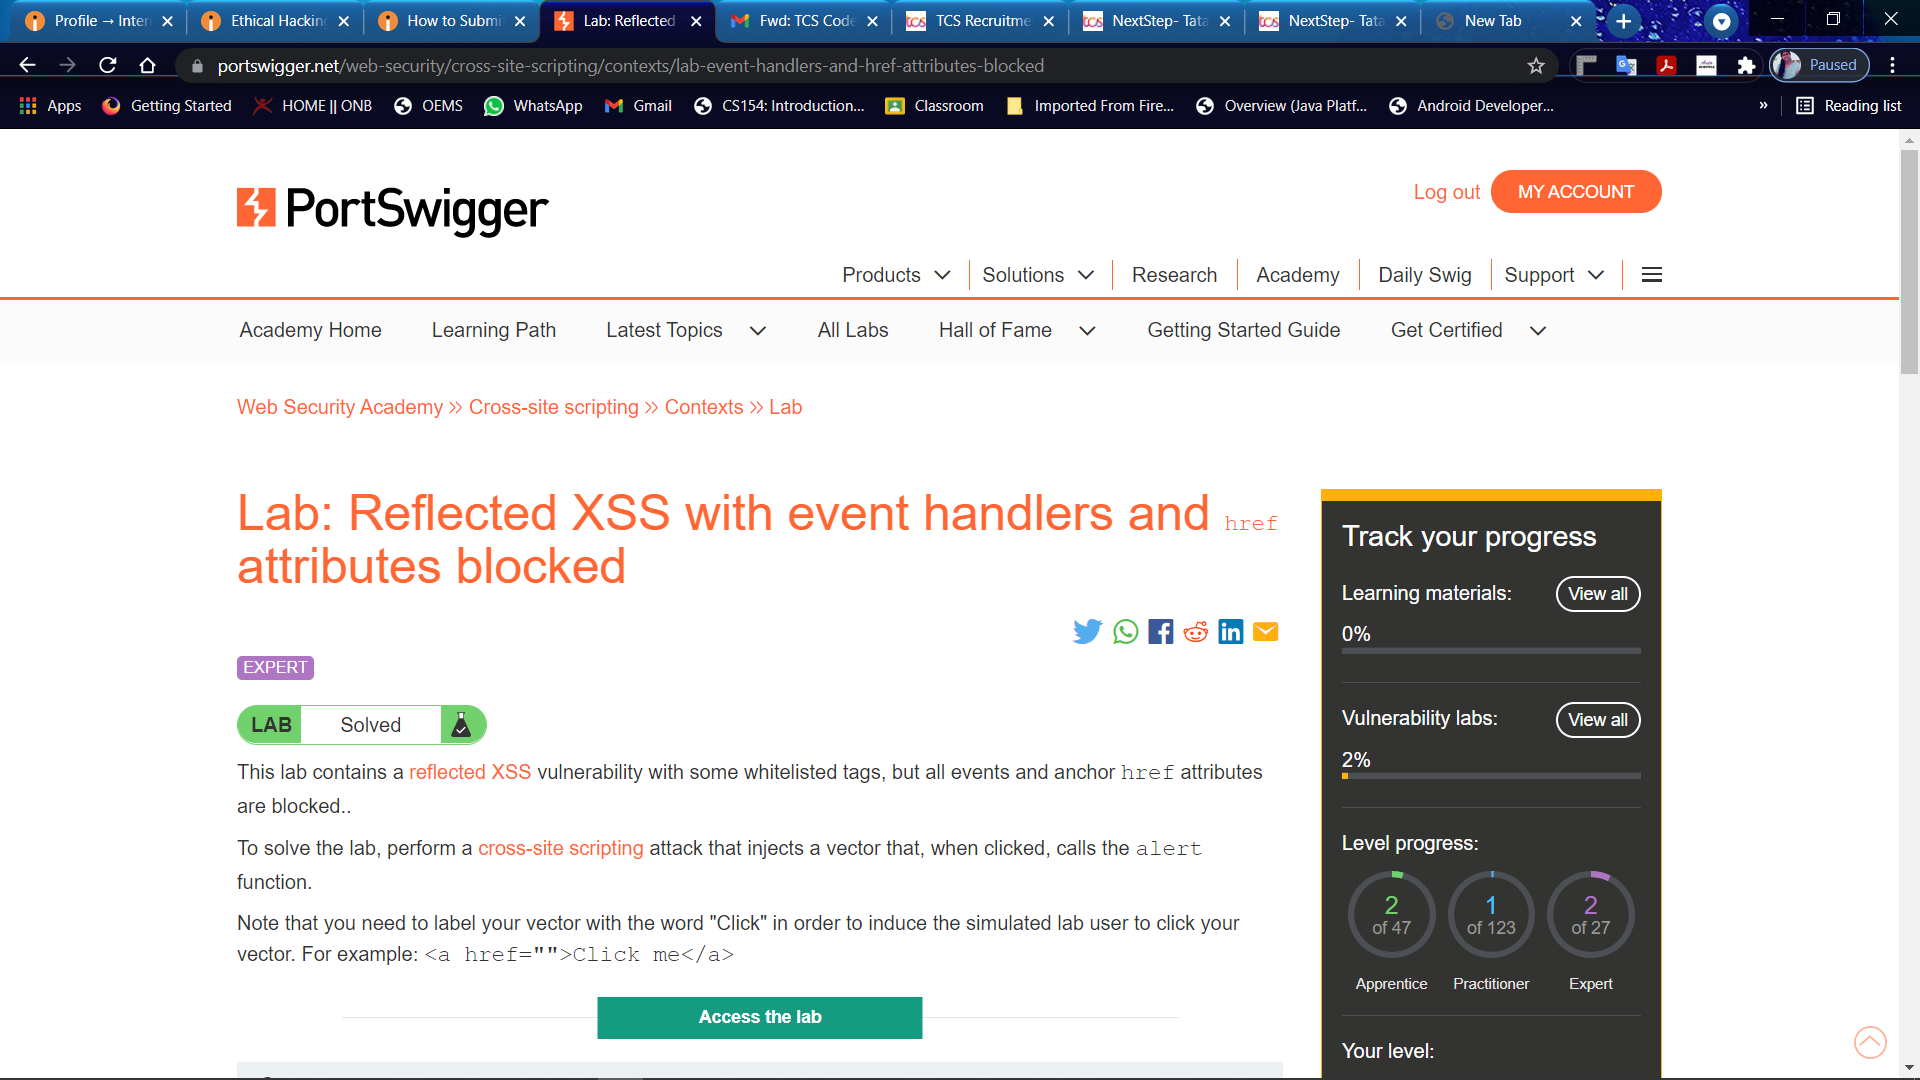 Profile → Inter
Ethical Hacking
How to Submi
Lab: Reflected
Fwd: TCS Code
TCS Recruitme
NextStep- Tata
NextStep- Tata
New Tab
portswigger.net/web-security/cross-site-scripting/contexts/lab-event-handlers-and-href-attributes-blocked
Paused
Apps
Getting Started
HOME || ONB
OEMS
WhatsApp
Gmail
CS154: Introduction...
Classroom
Imported From Fire...
Overview (Java Platf...
Android Developer...
»
Reading list
PortSwigger
Log out
MY ACCOUNT
Products
Solutions
Research
Academy
Daily Swig
Support
Academy Home
Learning Path
Latest Topics
All Labs
Hall of Fame
Getting Started Guide
Get Certified
Web Security Academy » Cross-site scripting » Contexts » Lab
Lab: Reflected XSS with event handlers and href
attributes blocked
EXPERT
LAB Solved
This lab contains a reflected XSS vulnerability with some whitelisted tags, but all events and anchor href attributes
are blocked..
To solve the lab, perform a cross-site scripting attack that injects a vector that, when clicked, calls the alert
function.
Note that you need to label your vector with the word "Click" in order to induce the simulated lab user to click your
vector. For example: <a href="">Click me</a>
Access the lab
Track your progress
Learning materials:
View all
0%
Vulnerability labs:
View all
2%
Level progress:
2
of 47
Apprentice
1
of 123
Practitioner
2
of 27
Expert
Your level: